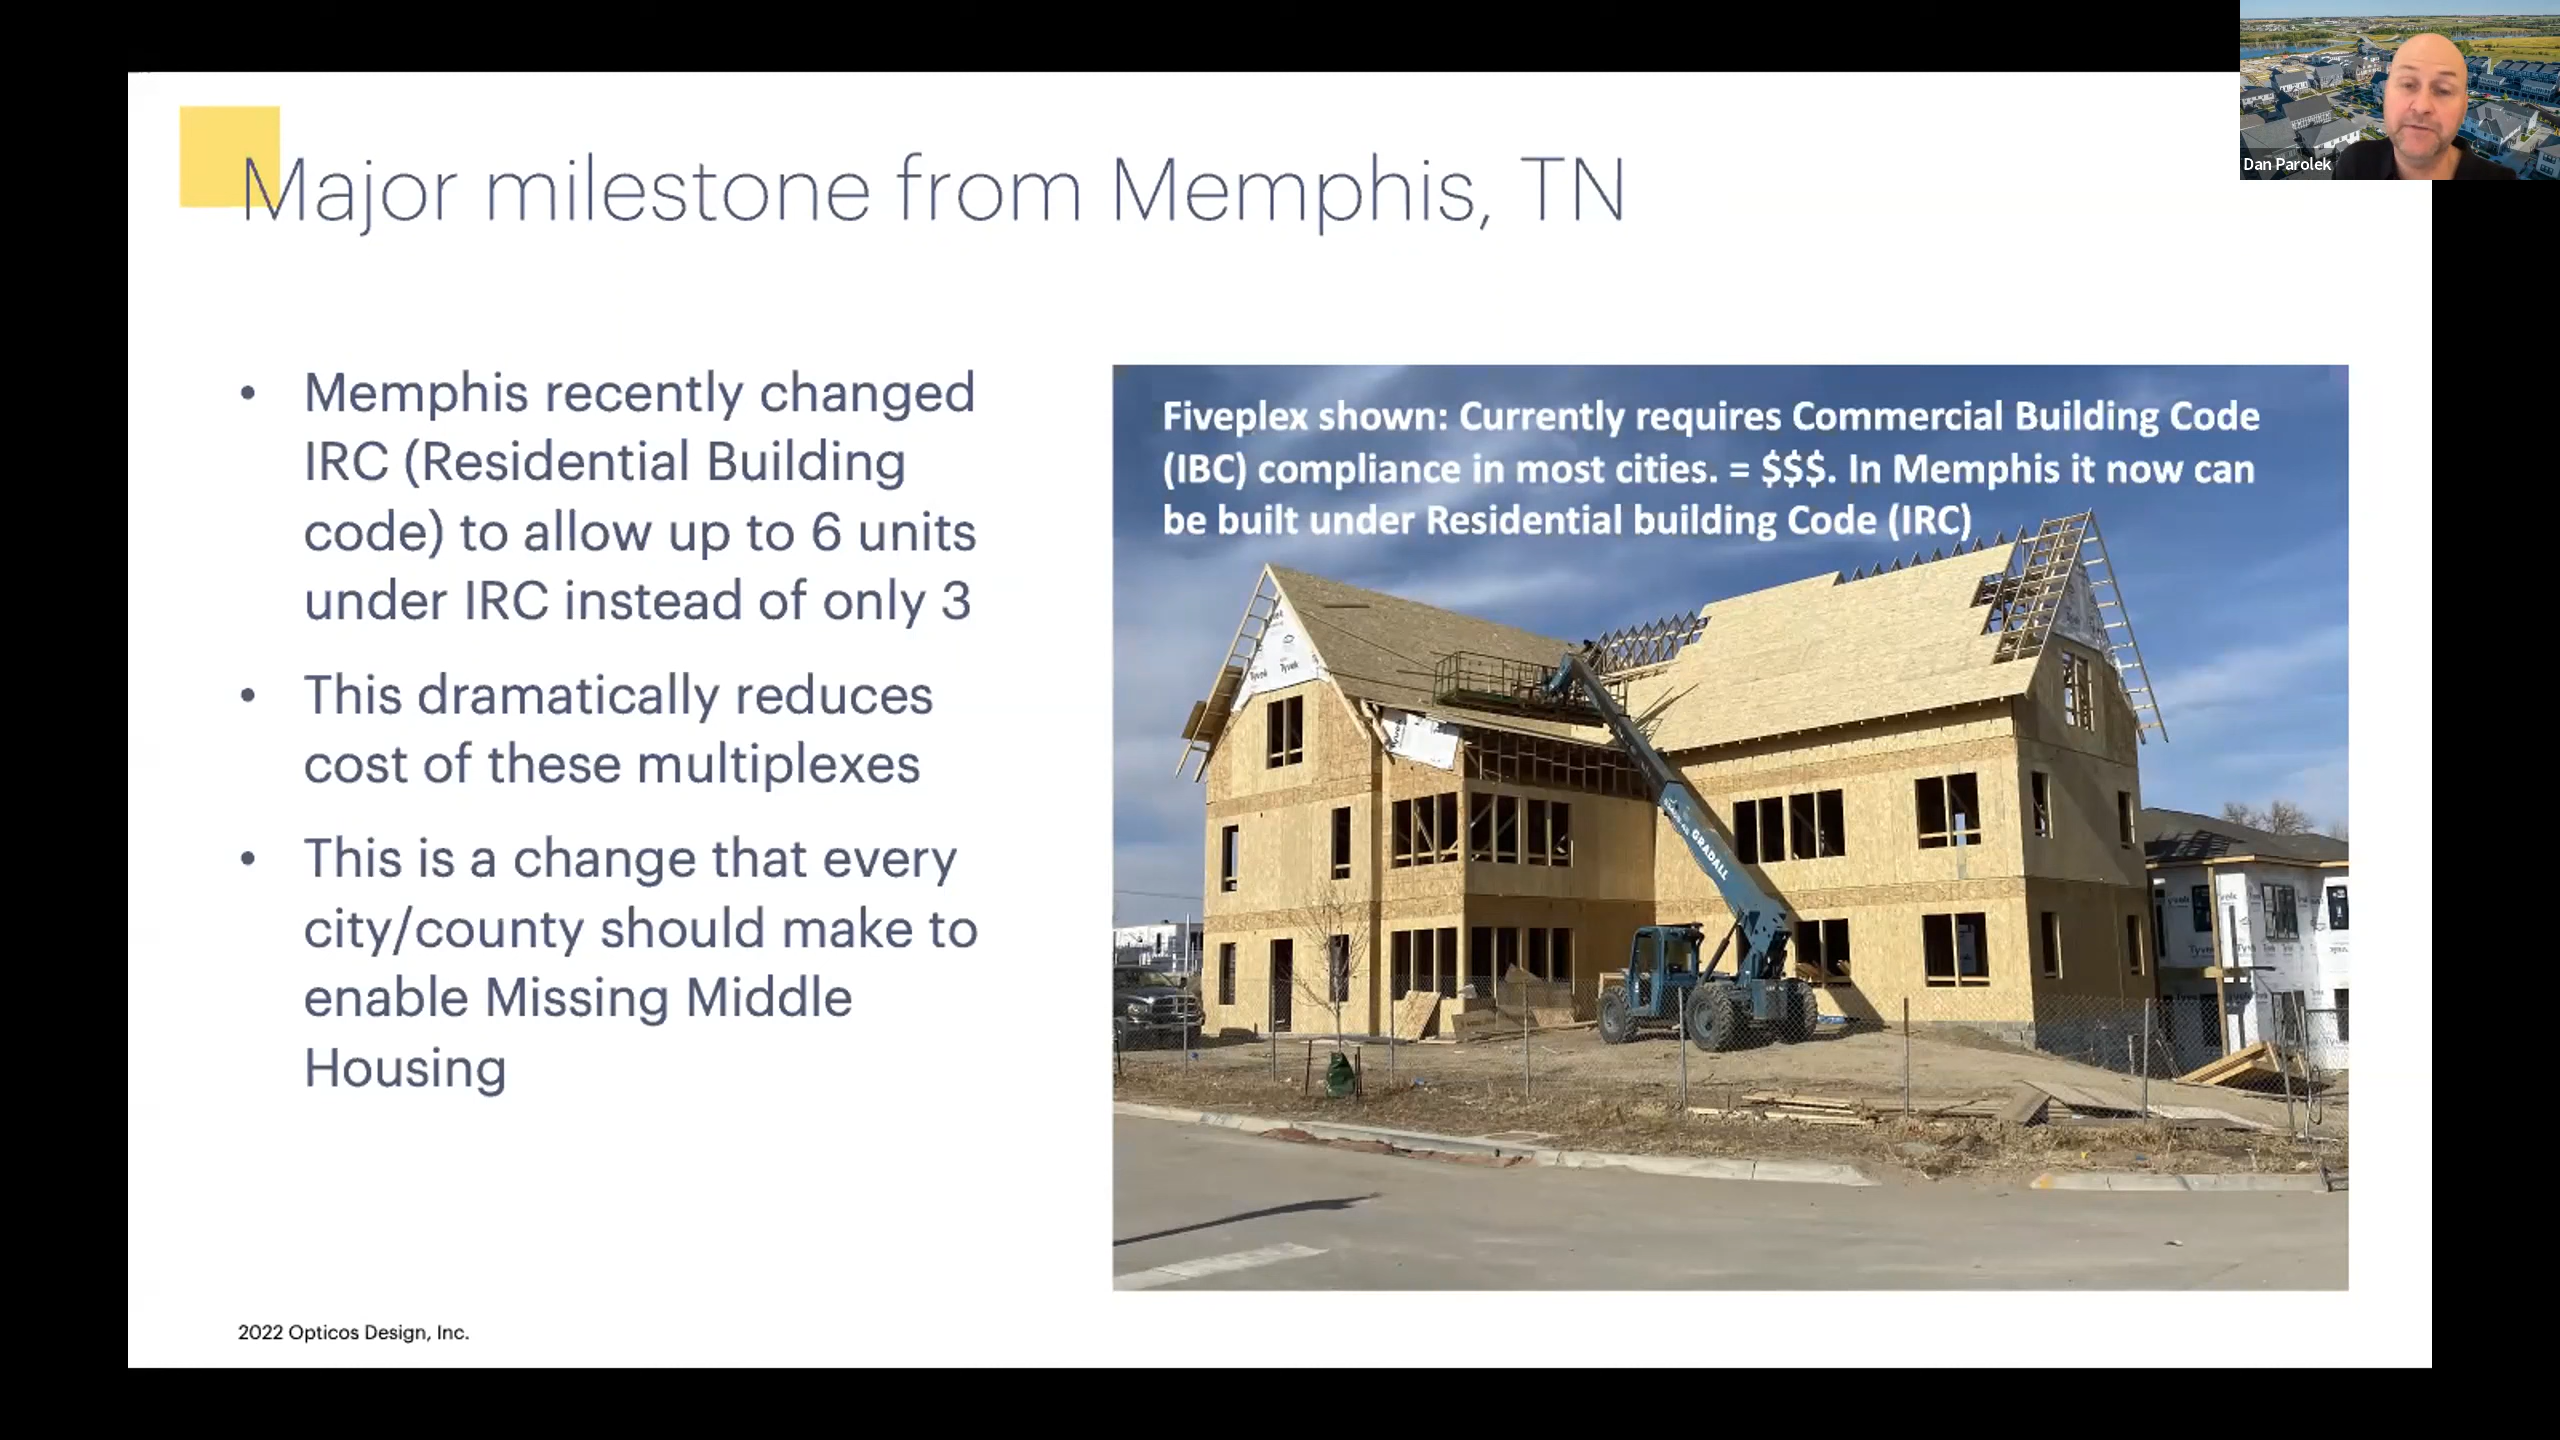 Dan Parolek
Major milestone from Memphis, TN
• Memphis recently changed
IRC (Residential Building
code) to allow up to 6 units
under IRC instead of only 3
• This dramatically reduces
cost of these multiplexes
• This is a change that every
city/county should make to
enable Missing Middle
Housing
Fiveplex shown: Currently requires Commercial Building Code
(IBC) compliance in most cities. = $$$. In Memphis it now can
be built under Residential building Code (IRC)
Tyvek
Tyvek
Tyvek
GRADALL
2022 Opticos Design, Inc.